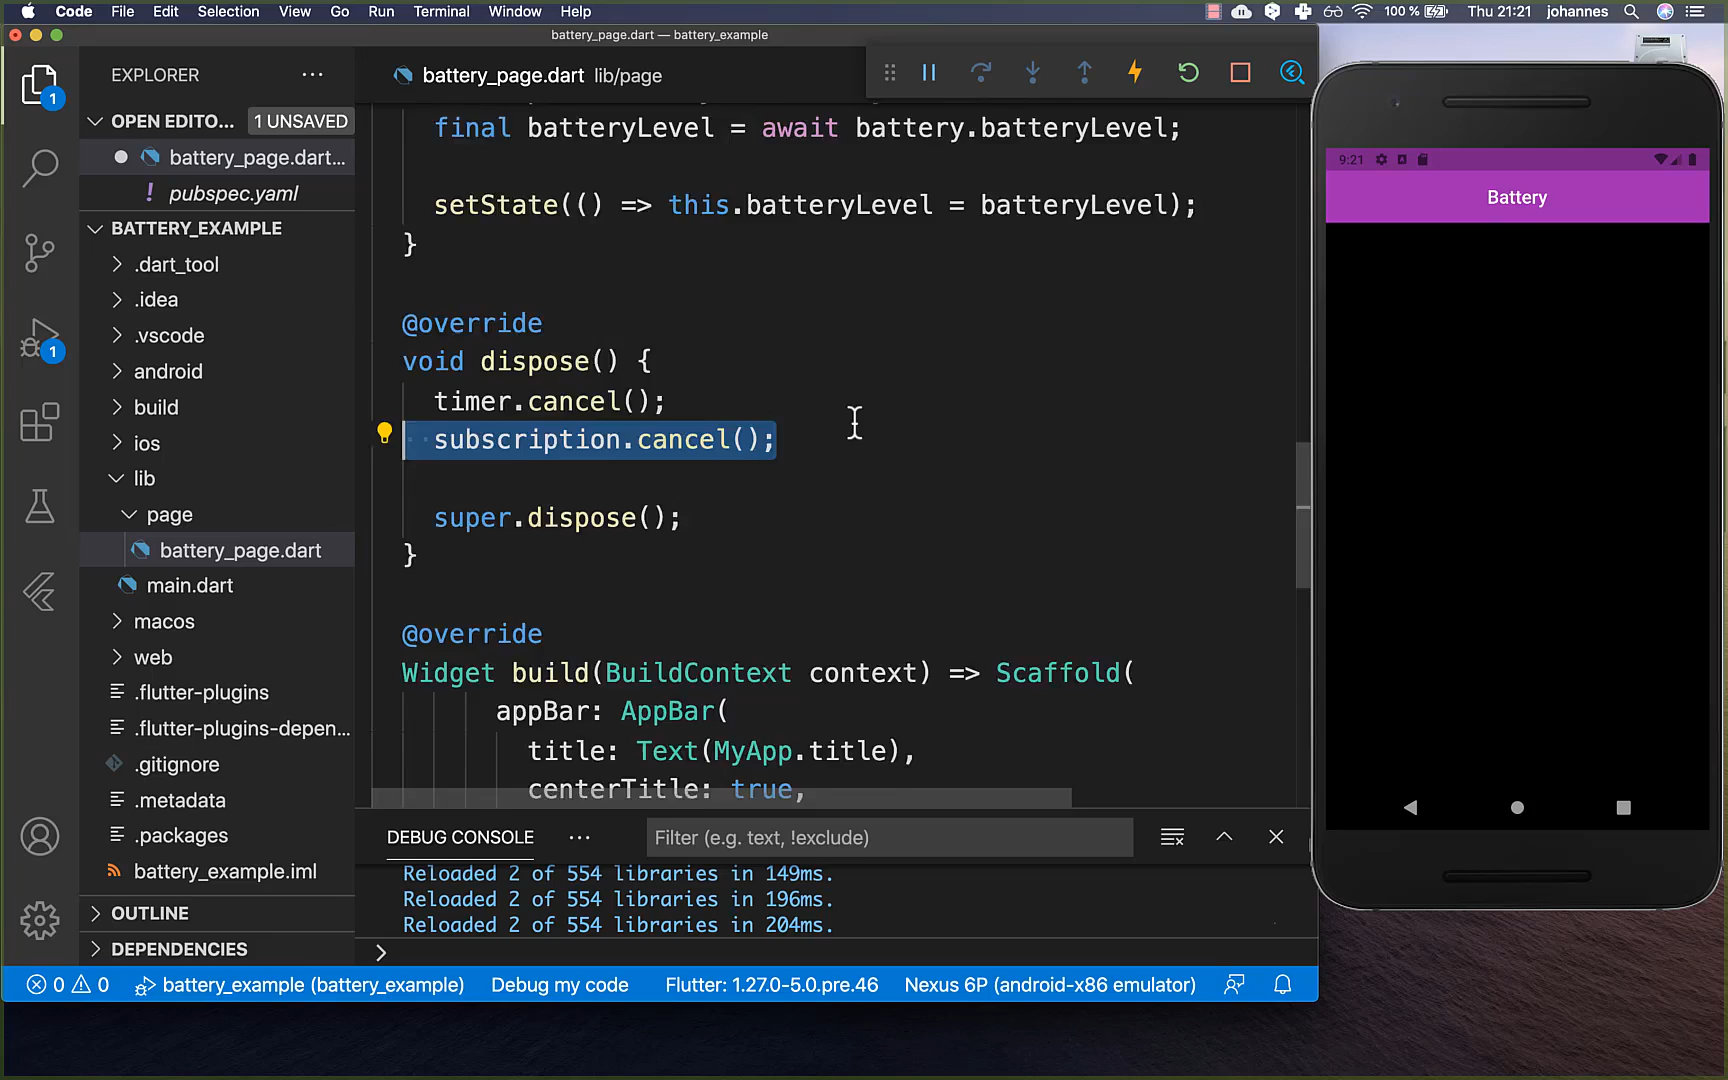 Code File Edit Selection View Go Run Terminal Window Help 100 % Thu 21:21 johannes
battery_page.dart — battery_example
EXPLORER
OPEN EDITO... 1 UNSAVED
battery_page.dart...
! pubspec.yaml
BATTERY_EXAMPLE
.dart_tool
.idea
.vscode
android
build
ios
lib
page
battery_page.dart
main.dart
macos
web
.flutter-plugins
.flutter-plugins-depen...
.gitignore
.metadata
.packages
battery_example.iml
OUTLINE
DEPENDENCIES
1
1
battery_page.dart lib/page
final batteryLevel = await battery.batteryLevel;
setState(() => this.batteryLevel = batteryLevel);
}
@override
void dispose() {
timer.cancel();
subscription.cancel();
super.dispose();
}
@override
Widget build(BuildContext context) => Scaffold(
appBar: AppBar(
title: Text(MyApp.title),
centerTitle: true,
DEBUG CONSOLE ... Filter (e.g. text, !exclude)
Reloaded 2 of 554 libraries in 149ms.
Reloaded 2 of 554 libraries in 196ms.
Reloaded 2 of 554 libraries in 204ms.
>
0 0 battery_example (battery_example) Debug my code Flutter: 1.27.0-5.0.pre.46 Nexus 6P (android-x86 emulator)
9:21
Battery